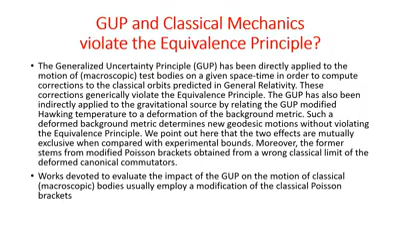 GUP and Classical Mechanics
violate the Equivalence Principle?
• The Generalized Uncertainty Principle (GUP) has been directly applied to the
motion of (macroscopic) test bodies on a given space-time in order to compute
corrections to the classical orbits predicted in General Relativity. These
corrections generically violate the Equivalence Principle. The GUP has also been
indirectly applied to the gravitational source by relating the GUP modified
Hawking temperature to a deformation of the background metric. Such a
deformed background metric determines new geodesic motions without violating
the Equivalence Principle. We point out here that the two effects are mutually
exclusive when compared with experimental bounds. Moreover, the former
stems from modified Poisson brackets obtained from a wrong classical limit of the
deformed canonical commutators.
• Works devoted to evaluate the impact of the GUP on the motion of classical
(macroscopic) bodies usually employ a modification of the classical Poisson
brackets